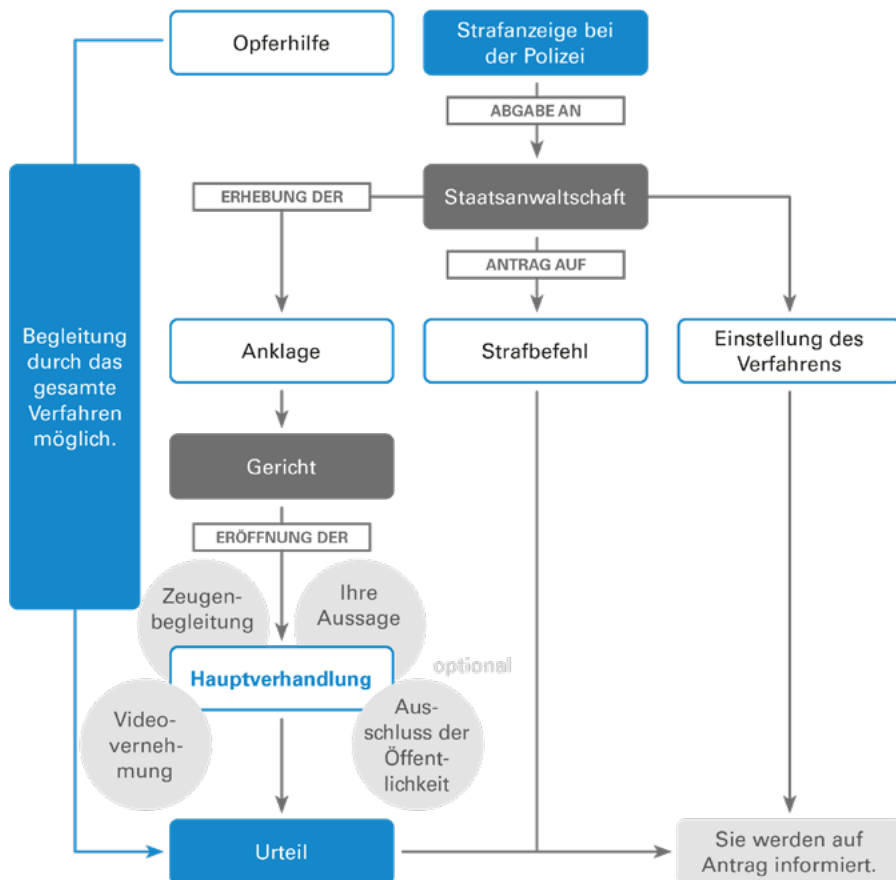 Opferhilfe
Strafanzeige bei
der Polizei
ABGABE AN
Staatsanwaltschaft
ERHEBUNG DER
ANTRAG AUF
Begleitung
durch das
gesamte
Verfahren
möglich.
Anklage
Strafbefehl
Einstellung des
Verfahrens
Gericht
ERÖFFNUNG DER
Zeugen-
begleitung
Ihre
Aussage
Hauptverhandlung
optional
Video-
verneh-
mung
Aus-
schluss der
Öffent-
lichkeit
Urteil
Sie werden auf
Antrag informiert.